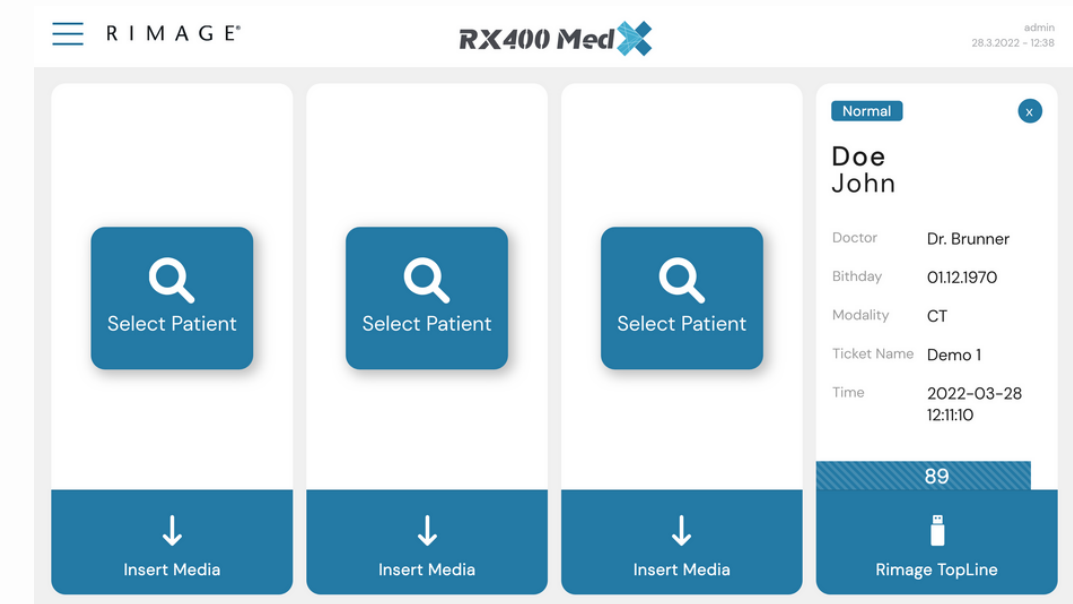 RIMAGE®
RX400 Med
admin
28.3.2022 - 12:38
Select Patient
Insert Media
Select Patient
Insert Media
Select Patient
Insert Media
Normal
x
Doe
John
Doctor Dr. Brunner
Bithday 01.12.1970
Modality CT
Ticket Name Demo 1
Time 2022-03-28
12:11:10
89
Rimage TopLine